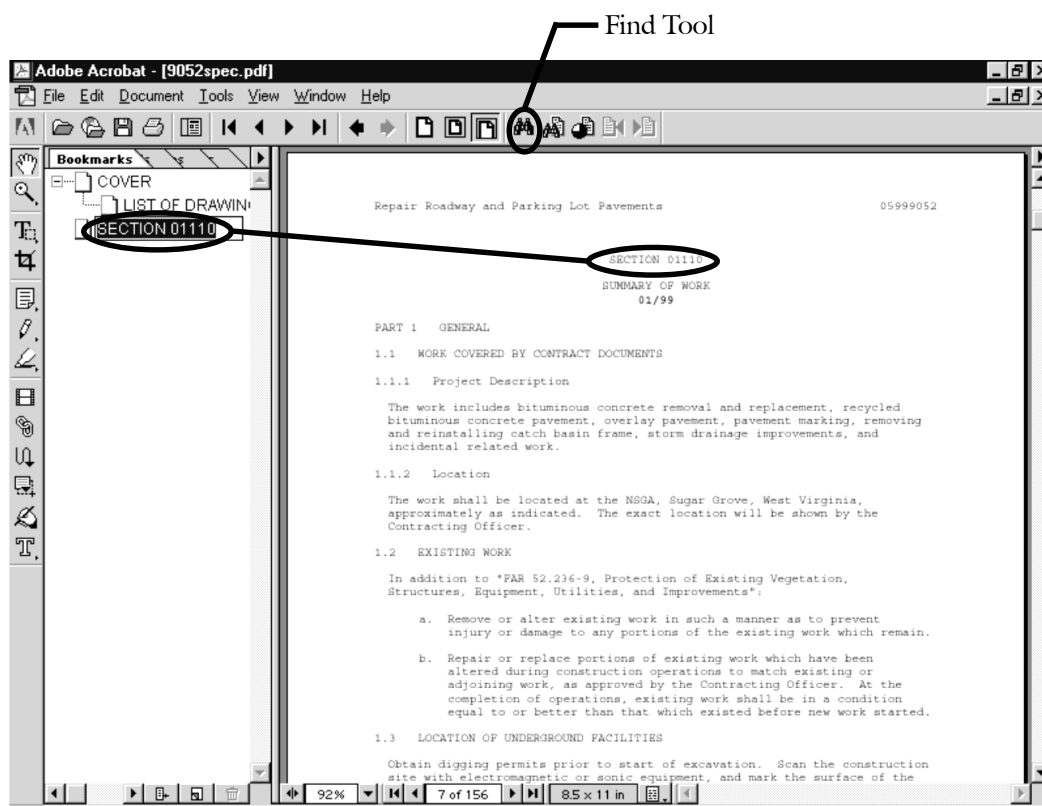 Find Tool
Adobe Acrobat - [9052spec.pdf]
File Edit Document Tools View Window Help
Bookmarks
COVER
LIST OF DRAWIN
SECTION 01110
Repair Roadway and Parking Lot Pavements 05999052
SECTION 01110
SUMMARY OF WORK
01/99
PART 1 GENERAL
1.1 WORK COVERED BY CONTRACT DOCUMENTS
1.1.1 Project Description
The work includes bituminous concrete removal and replacement, recycled
bituminous concrete pavement, overlay pavement, pavement marking, removing
and reinstalling catch basin frame, storm drainage improvements, and
incidental related work.
1.1.2 Location
The work shall be located at the NSGA, Sugar Grove, West Virginia,
approximately as indicated. The exact location will be shown by the
Contracting Officer.
1.2 EXISTING WORK
In addition to "FAR 52.236-9, Protection of Existing Vegetation,
Structures, Equipment, Utilities, and Improvements":
a. Remove or alter existing work in such a manner as to prevent
injury or damage to any portions of the existing work which remain.
b. Repair or replace portions of existing work which have been
altered during construction operations to match existing or
adjoining work, as approved by the Contracting Officer. At the
completion of operations, existing work shall be in a condition
equal to or better than that which existed before new work started.
1.3 LOCATION OF UNDERGROUND FACILITIES
Obtain digging permits prior to start of excavation. Scan the construction
site with electromagnetic or sonic equipment, and mark the surface of the
92% 7 of 156 8.5 x 11 in